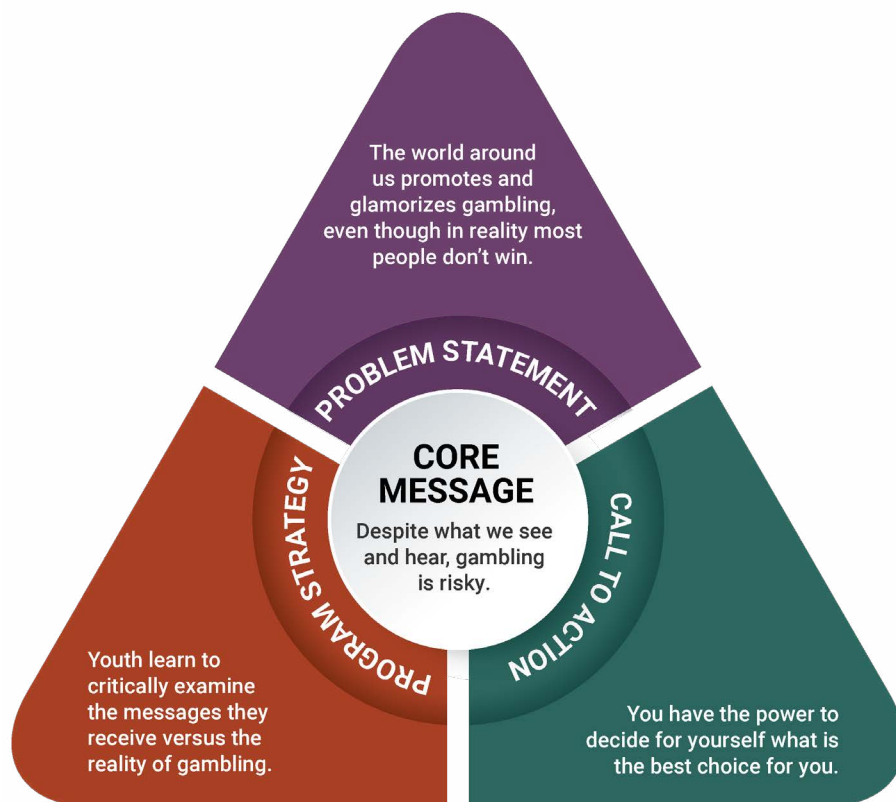 The world around
us promotes and
glamorizes gambling,
even though in reality most
people don't win.
PROBLEM STATEMENT
CORE
MESSAGE
Despite what we see
and hear, gambling
is risky.
PROGRAM STRATEGY
Youth learn to
critically examine
the messages they
receive versus the
reality of gambling.
CALL TO ACTION
You have the power to
decide for yourself what is
the best choice for you.